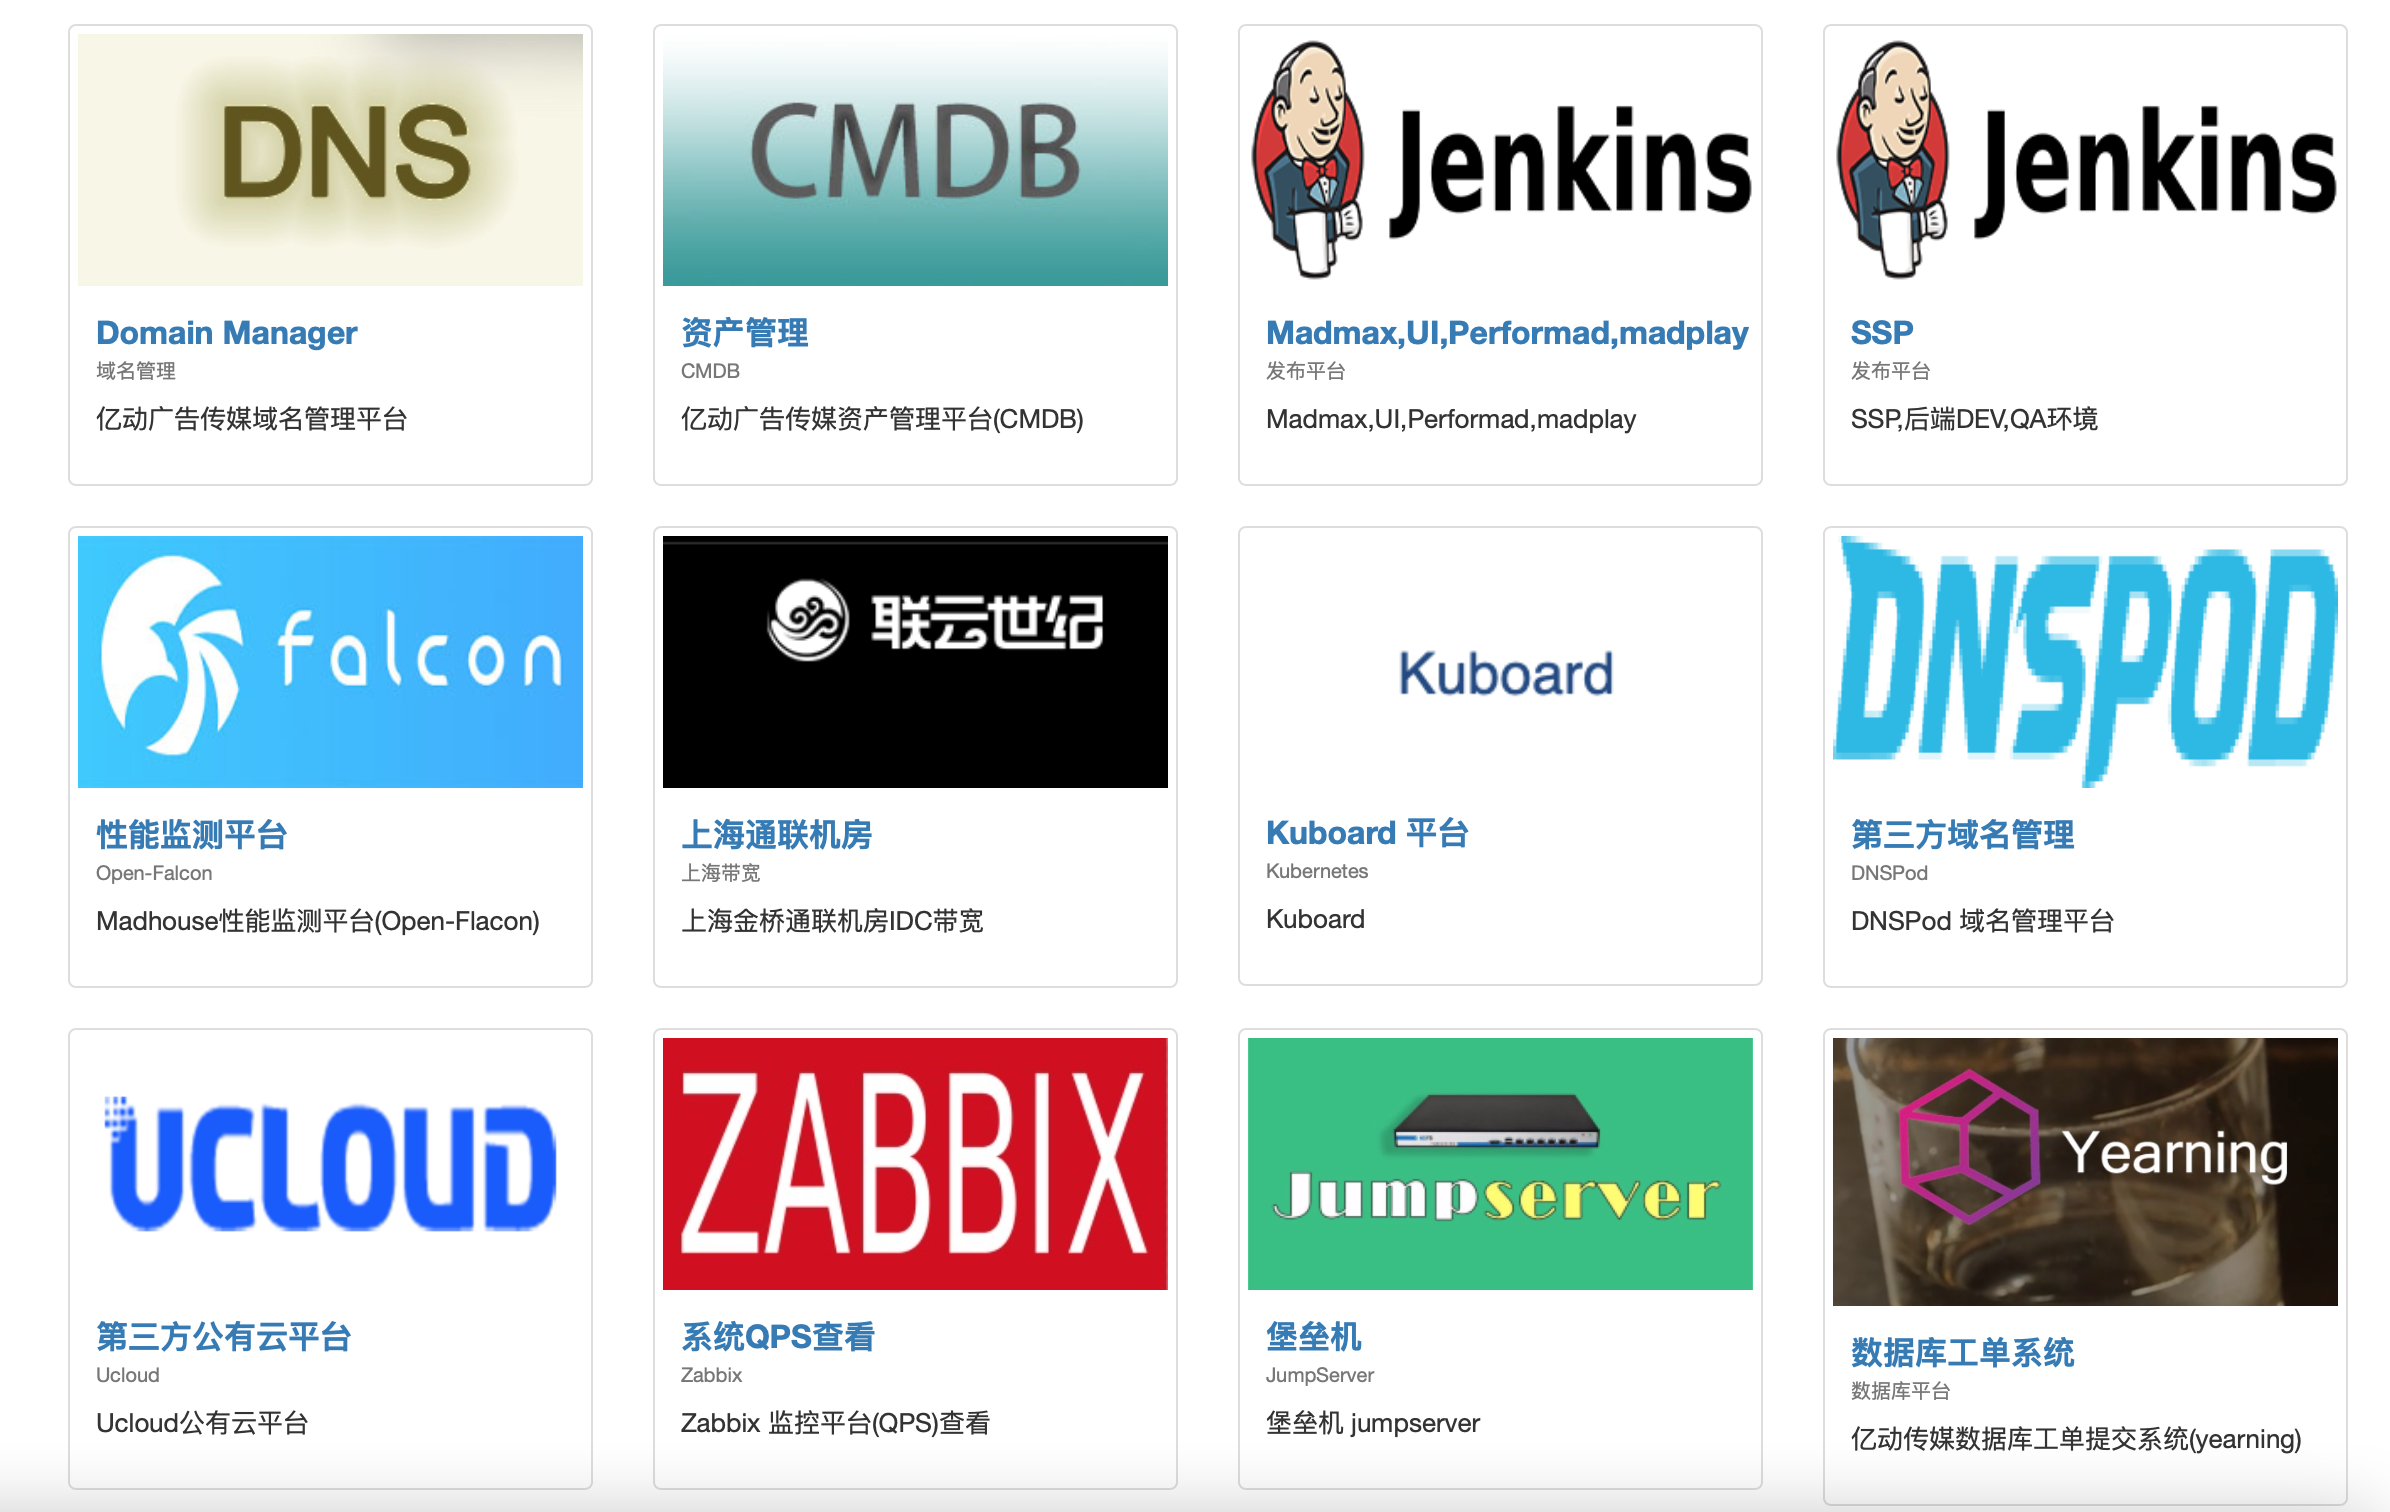 DNS
Domain Manager
域名管理
亿动广告传媒域名管理平台
CMDB
资产管理
CMDB
亿动广告传媒资产管理平台(CMDB)
Jenkins
Madmax,UI,Performad,madplay
发布平台
Madmax,UI,Performad,madplay
Jenkins
SSP
发布平台
SSP,后端DEV,QA环境
falcon
性能监测平台
Open-Falcon
Madhouse性能监测平台(Open-Flacon)
联云世纪
上海通联机房
上海带宽
上海金桥通联机房IDC带宽
Kuboard
Kuboard 平台
Kubernetes
Kuboard
DNSPOD
第三方域名管理
DNSPod
DNSPod 域名管理平台
UCLOUD
第三方公有云平台
Ucloud
Ucloud公有云平台
ZABBIX
系统QPS查看
Zabbix
Zabbix 监控平台(QPS)查看
Jumpserver
堡垒机
JumpServer
堡垒机 jumpserver
Yearning
数据库工单系统
数据库平台
亿动传媒数据库工单提交系统(yearning)